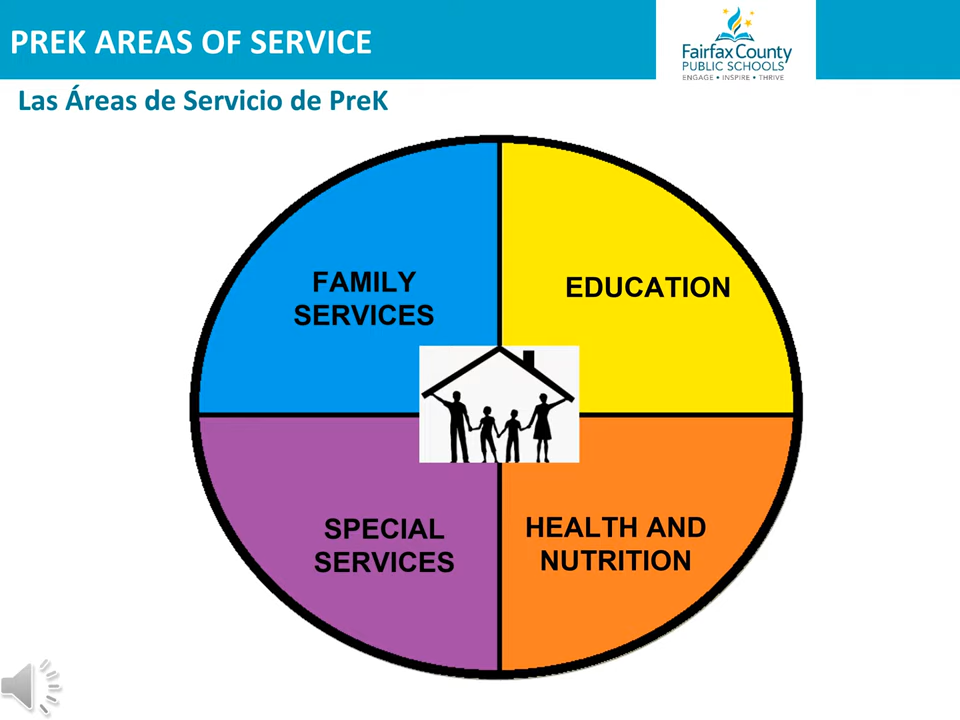 PREK AREAS OF SERVICE
Fairfax County
PUBLIC SCHOOLS
ENGAGE • INSPIRE • THRIVE
Las Áreas de Servicio de PreK
FAMILY
SERVICES
EDUCATION
SPECIAL
SERVICES
HEALTH AND
NUTRITION